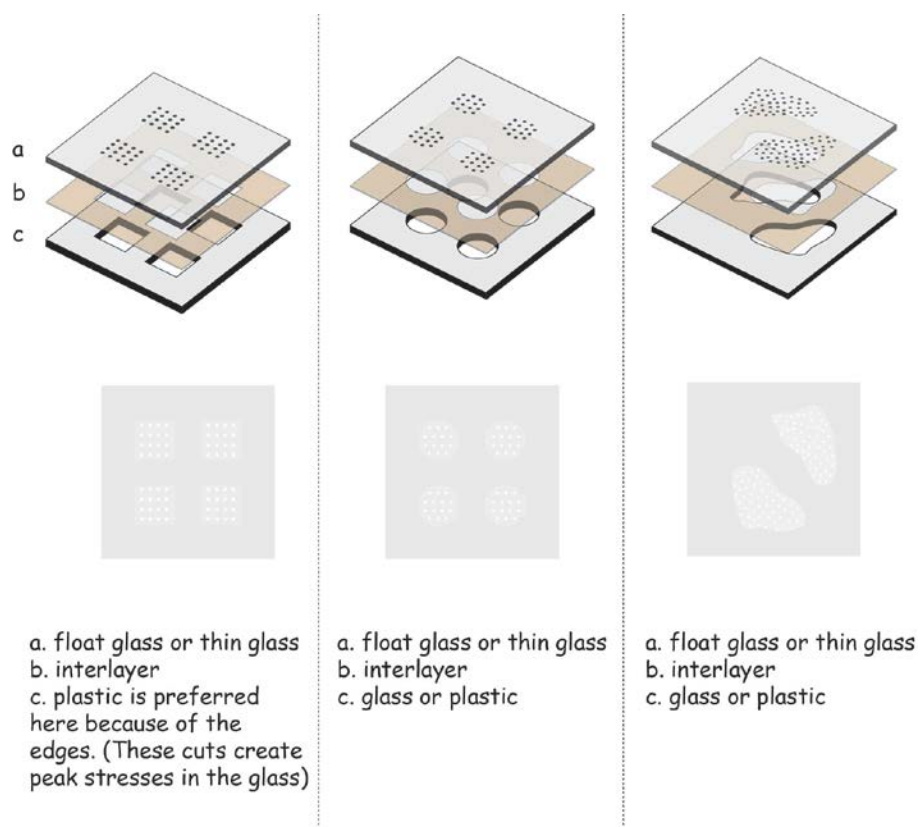 a
b
c
a. float glass or thin glass
b. interlayer
c. plastic is preferred
here because of the
edges. (These cuts create
peak stresses in the glass)
a. float glass or thin glass
b. interlayer
c. glass or plastic
a. float glass or thin glass
b. interlayer
c. glass or plastic